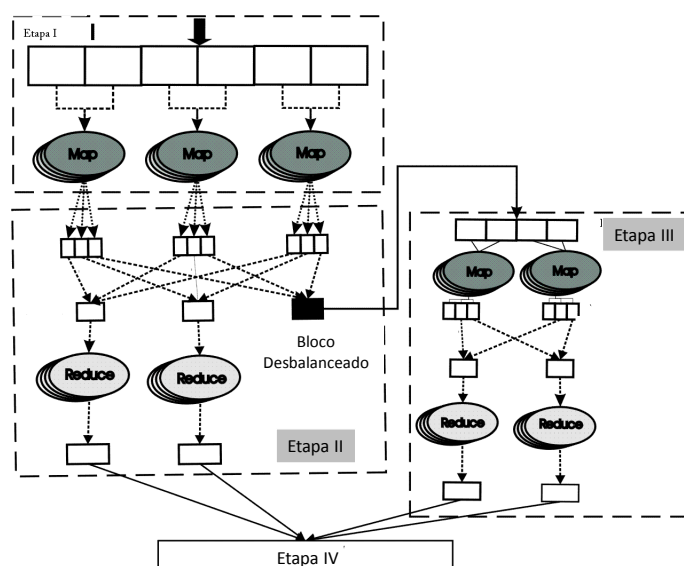 Etapa I
Map
Map
Map
Etapa III
Map
Map
Bloco
Desbalanceado
Reduce
Reduce
Reduce
Reduce
Etapa II
Etapa IV